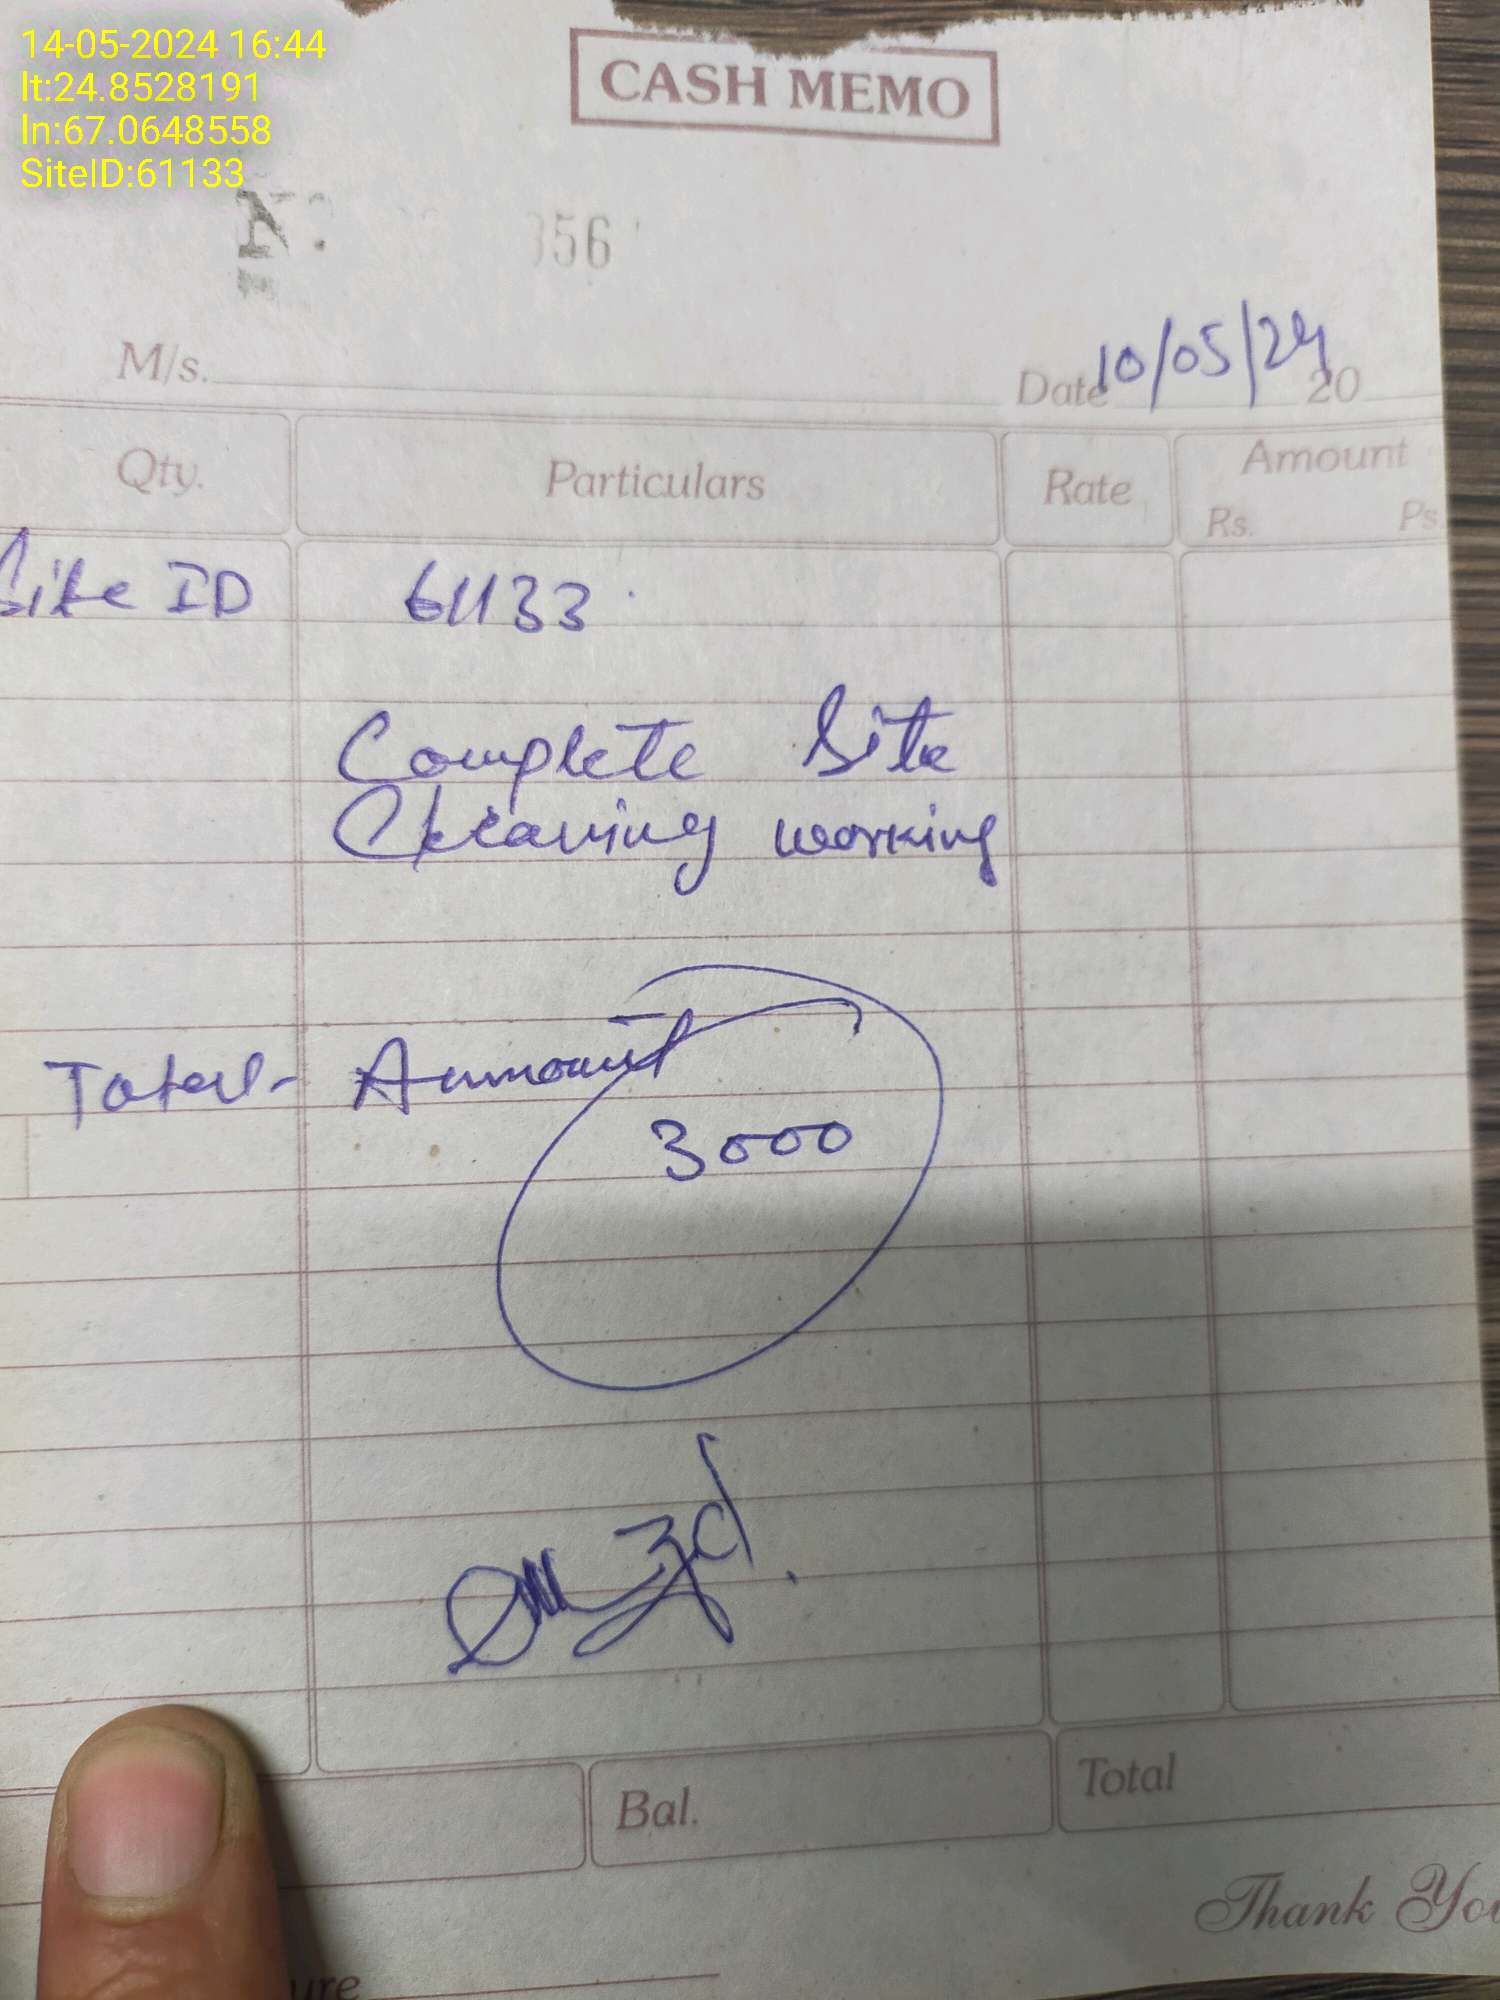 14-05-2024 16:44
lt:24.8528191
ln:67.0648558
SiteID:61133
CASH MEMO
No. 356
M/s.
Date 10/05/24 20
Qty. Particulars Rate Amount
Rs. Ps.
Site ID 61133
Complete Site
Cleaning working
Total - Ammount
3000
Bal. Total
Thank You